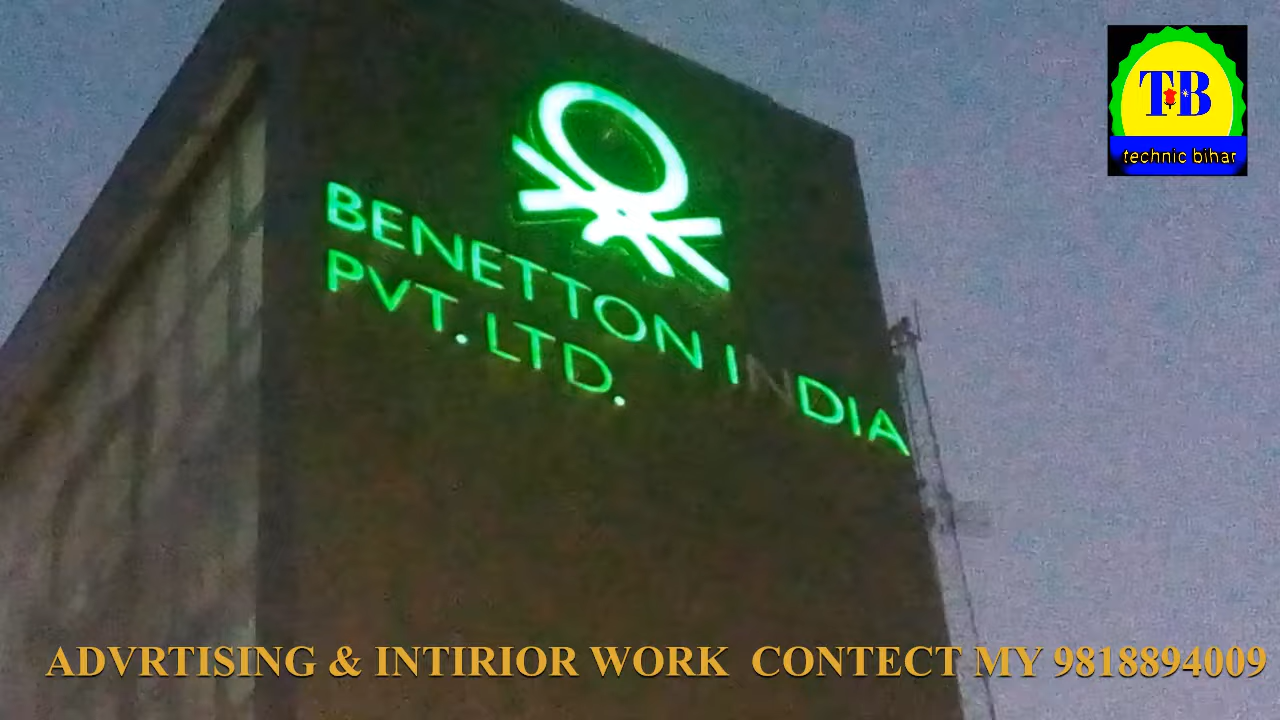 TB
technic bihar
BENETTON INDIA
PVT. LTD.
ADVRTISING & INTIRIOR WORK CONTECT MY 9818894009